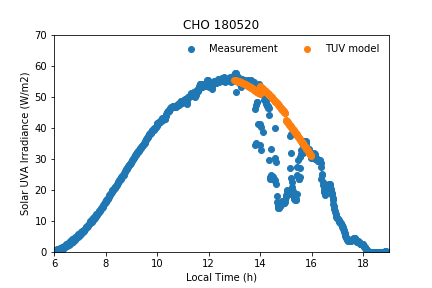 CHO 180520
Measurement TUV model
Solar UVA Irradiance (W/m2)
70
60
50
40
30
20
10
0
6 8 10 12 14 16 18
Local Time (h)